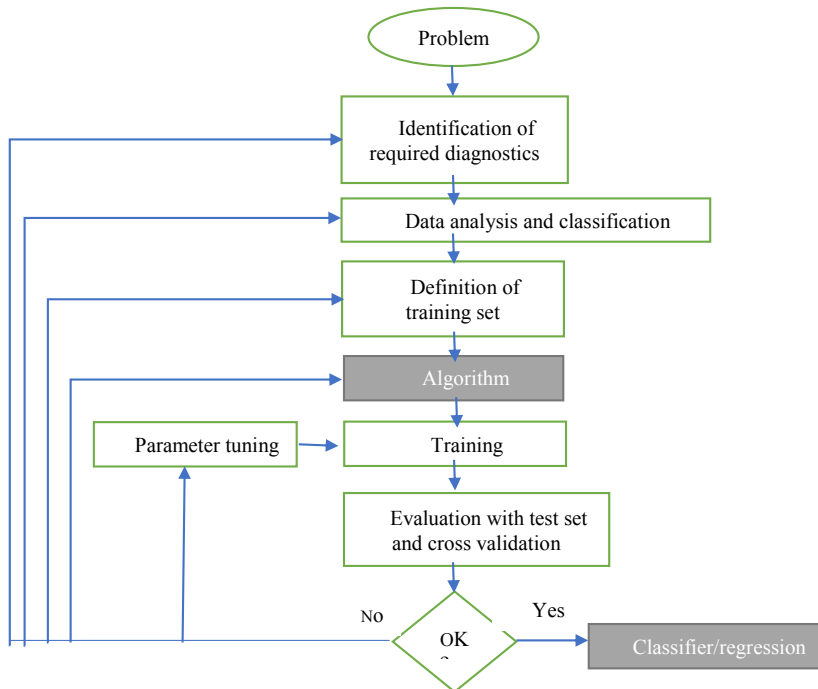 Problem
Identification of
required diagnostics
Data analysis and classification
Definition of
training set
Algorithm
Parameter tuning
Training
Evaluation with test set
and cross validation
No
Yes
OK
Classifier/regression